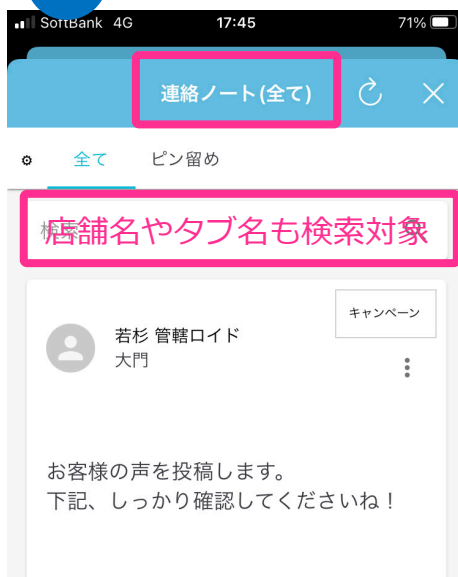 SoftBank 4G 17:45 71%
連絡ノート(全て)
全て ピン留め
検索
店舗名やタブ名も検索対象
キャンペーン
若杉 管轄ロイド
大門
お客様の声を投稿します。
下記、しっかり確認してくださいね！